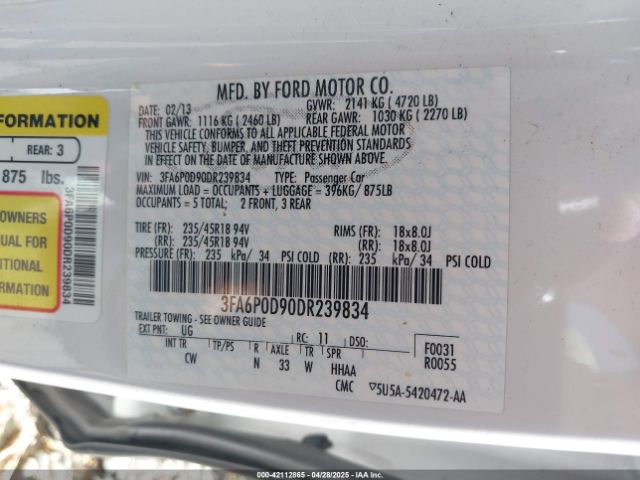 MFD. BY FORD MOTOR CO.
DATE: 02/13 GVWR: 2141 KG ( 4720 LB)
FRONT GAWR: 1116 KG ( 2460 LB) REAR GAWR: 1030 KG ( 2270 LB)
THIS VEHICLE CONFORMS TO ALL APPLICABLE FEDERAL MOTOR
VEHICLE SAFETY, BUMPER, AND THEFT PREVENTION STANDARDS
IN EFFECT ON THE DATE OF MANUFACTURE SHOWN ABOVE.
VIN: 3FA6P0D90DR239834 TYPE: Passenger Car
MAXIMUM LOAD = OCCUPANTS + LUGGAGE = 396KG/ 875LB
OCCUPANTS = 5 TOTAL: 2 FRONT, 3 REAR
TIRE (FR): 235/45R18 94V RIMS (FR): 18x8.0J
(RR): 235/45R18 94V (RR): 18x8.0J
PRESSURE (FR): 235 kPa/ 34 PSI COLD (RR): 235 kPa/ 34 PSI COLD
3FA6P0D90DR239834
TRAILER TOWING - SEE OWNER GUIDE
EXT PNT: UG RC: 11 DSO: F0031
INT TR TP/PS R AXLE TR SPR R0055
CW N 33 W HHAA
CMC 5U5A-5420472-AA
FORMATION
REAR: 3
875 lbs.
OWNERS
UAL FOR
ITIONAL
RMATION
3FA6P0D90DR239834
000-42112865 04/28/2025 IAAI.COM